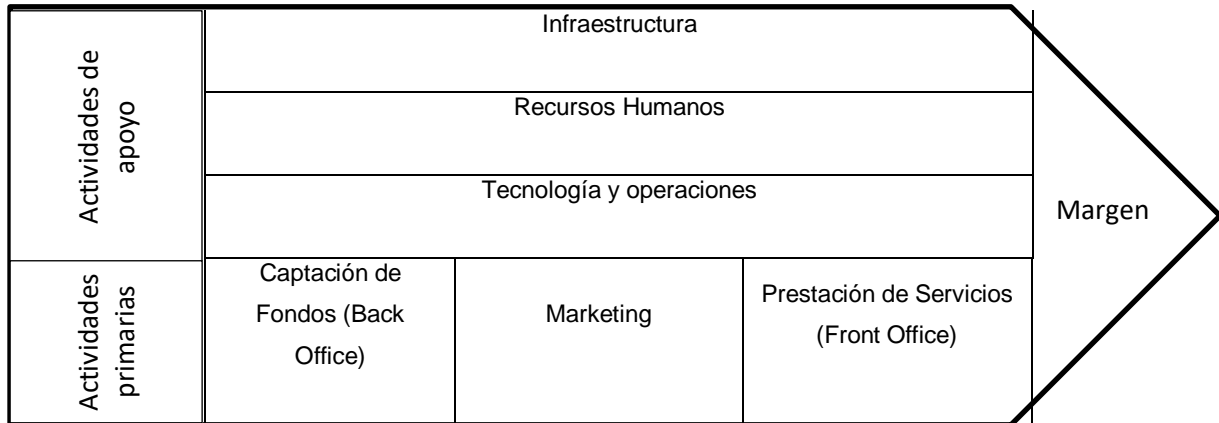 Actividades de
apoyo
Infraestructura
Recursos Humanos
Tecnología y operaciones
Margen
Actividades
primarias
Captación de
Fondos (Back
Office)
Marketing
Prestación de Servicios
(Front Office)